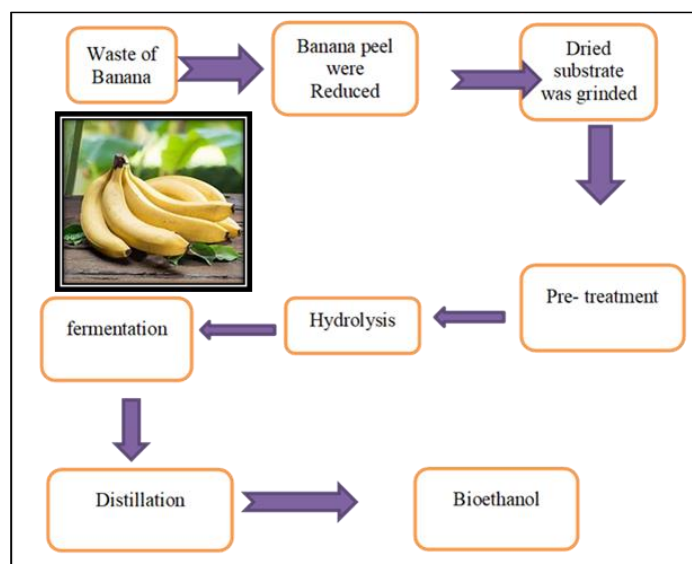 Waste of
Banana
Banana peel
were
Reduced
Dried
substrate
was grinded
Pre- treatment
Hydrolysis
fermentation
Distillation
Bioethanol